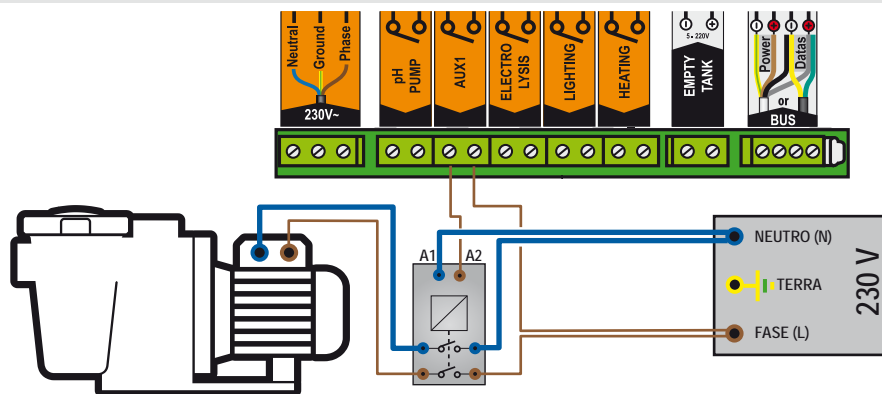 Neutral
Ground
Phase
230V~
pH
PUMP
AUX1
ELECTRO
LYSIS
LIGHTING
HEATING
5 - 220V
EMPTY
TANK
Power
Datas
or
BUS
A1
A2
NEUTRO (N)
TERRA
FASE (L)
230 V